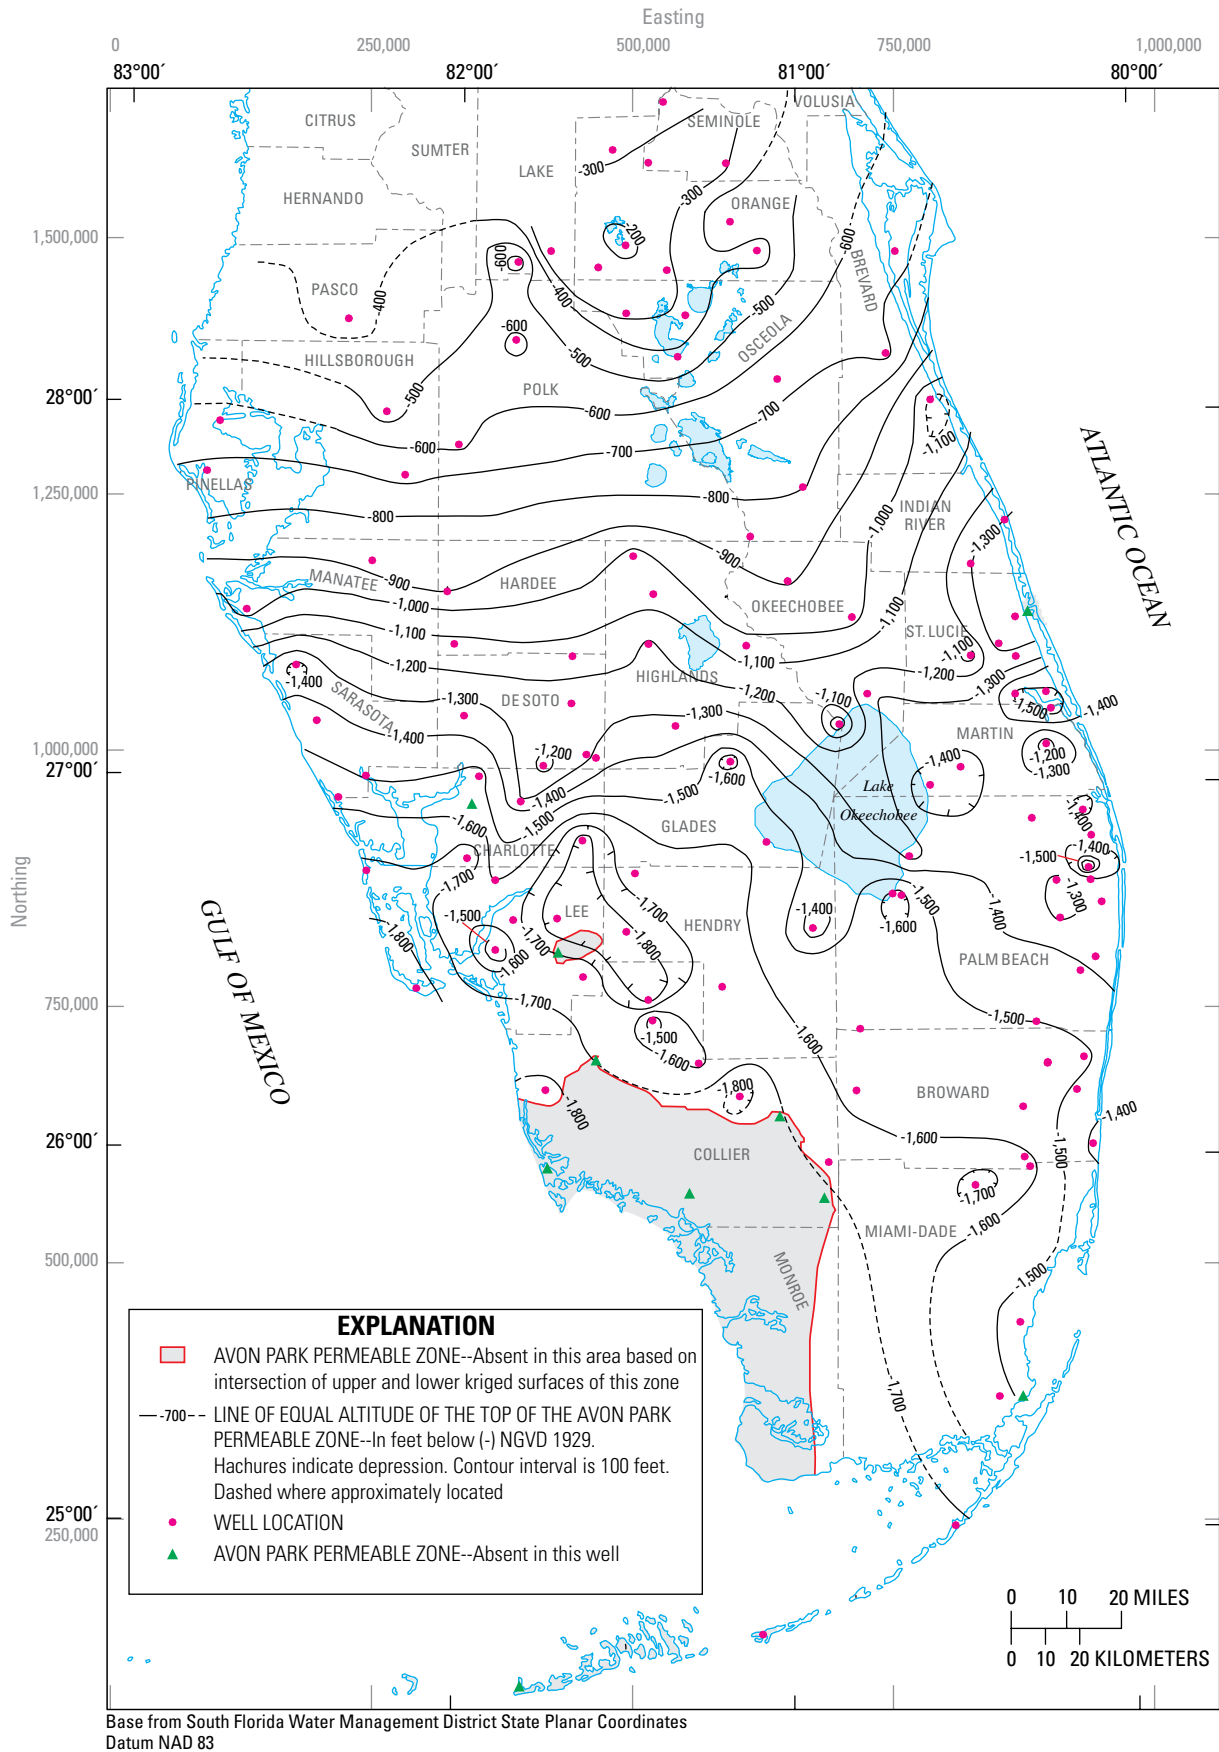 Easting
0 250,000 500,000 750,000 1,000,000
83°00´ 82°00´ 81°00´ 80°00´
VOLUSIA
CITRUS
SEMINOLE
SUMTER
LAKE
-300
HERNANDO
-300
ORANGE
-200
1,500,000
-600
-600
BREVARD
PASCO
-400
-400
-500
-600
OSCEOLA
HILLSBOROUGH
-500
POLK
-500
28°00´
-600
-700
-600
-700
-1,100
ATLANTIC OCEAN
PINELLAS
1,250,000
-800
-800
-1,000
INDIAN
RIVER
-1,300
-900
MANATEE
-900
HARDEE
-1,000
OKEECHOBEE
-1,100
-1,100
ST. LUCIE
-1,100
-1,200
-1,100
-1,200
-1,400
HIGHLANDS
-1,300
SARASOTA
-1,300
DE SOTO
-1,200
-1,100
-1,500
-1,400
-1,300
-1,400
MARTIN
1,000,000
-1,200
-1,400
-1,200
27°00´
-1,600
-1,300
-1,400
-1,500
Lake
Okeechobee
-1,400
-1,600
-1,500
GLADES
CHARLOTTE
-1,400
-1,500
-1,700
Northing
GULF OF MEXICO
-1,500
LEE
-1,700
HENDRY
-1,400
-1,500
-1,600
-1,400
-1,300
-1,800
-1,700
-1,600
-1,800
PALM BEACH
750,000
-1,700
-1,500
-1,500
-1,600
-1,600
-1,800
BROWARD
-1,800
-1,400
26°00´
-1,600
COLLIER
-1,500
-1,700
-1,600
MIAMI-DADE
500,000
MONROE
-1,500
EXPLANATION
AVON PARK PERMEABLE ZONE--Absent in this area based on
intersection of upper and lower kriged surfaces of this zone
-700 LINE OF EQUAL ALTITUDE OF THE TOP OF THE AVON PARK
PERMEABLE ZONE--In feet below (-) NGVD 1929.
Hachures indicate depression. Contour interval is 100 feet.
Dashed where approximately located
WELL LOCATION
AVON PARK PERMEABLE ZONE--Absent in this well
1,700
25°00´
250,000
0 10 20 MILES
0 10 20 KILOMETERS
Base from South Florida Water Management District State Planar Coordinates
Datum NAD 83